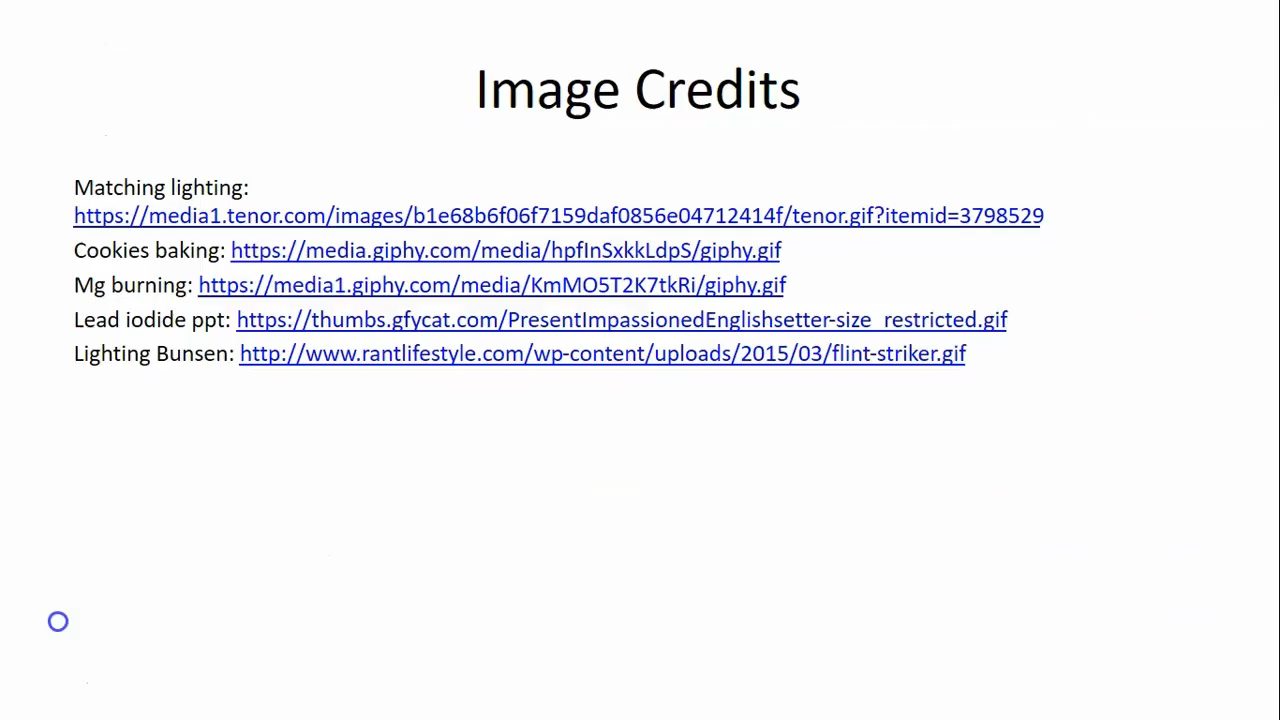 Image Credits
Matching lighting:
https://media1.tenor.com/images/b1e68b6f06f7159daf0856e04712414f/tenor.gif?itemid=3798529
Cookies baking: https://media.giphy.com/media/hpfInSxkkLdpS/giphy.gif
Mg burning: https://media1.giphy.com/media/KmMO5T2K7tkRi/giphy.gif
Lead iodide ppt: https://thumbs.gfycat.com/PresentImpassionedEnglishsetter-size_restricted.gif
Lighting Bunsen: http://www.rantlifestyle.com/wp-content/uploads/2015/03/flint-striker.gif